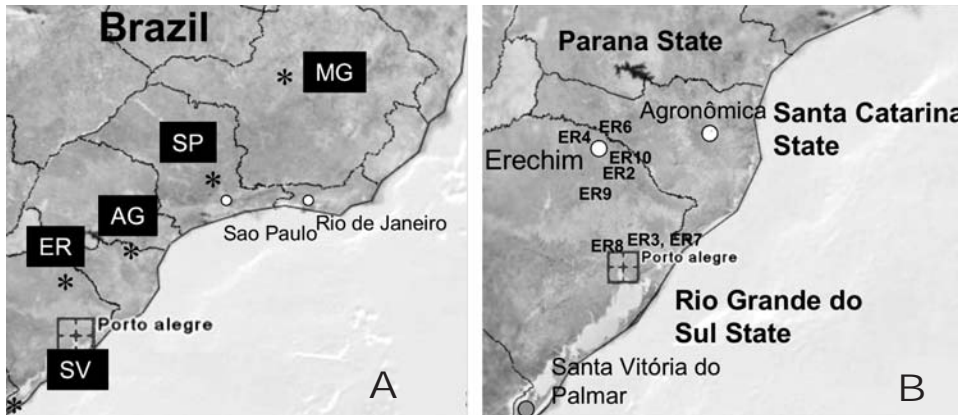 Brazil
MG
SP
AG
Sao Paulo
Rio de Janeiro
ER
Porto alegre
SV
A
Parana State
Agronômica
Santa Catarina
State
ER4
ER6
Erechim
ER10
ER2
ER9
ER8
ER3, ER7
Porto alegre
Rio Grande do
Sul State
Santa Vitória do
Palmar
B